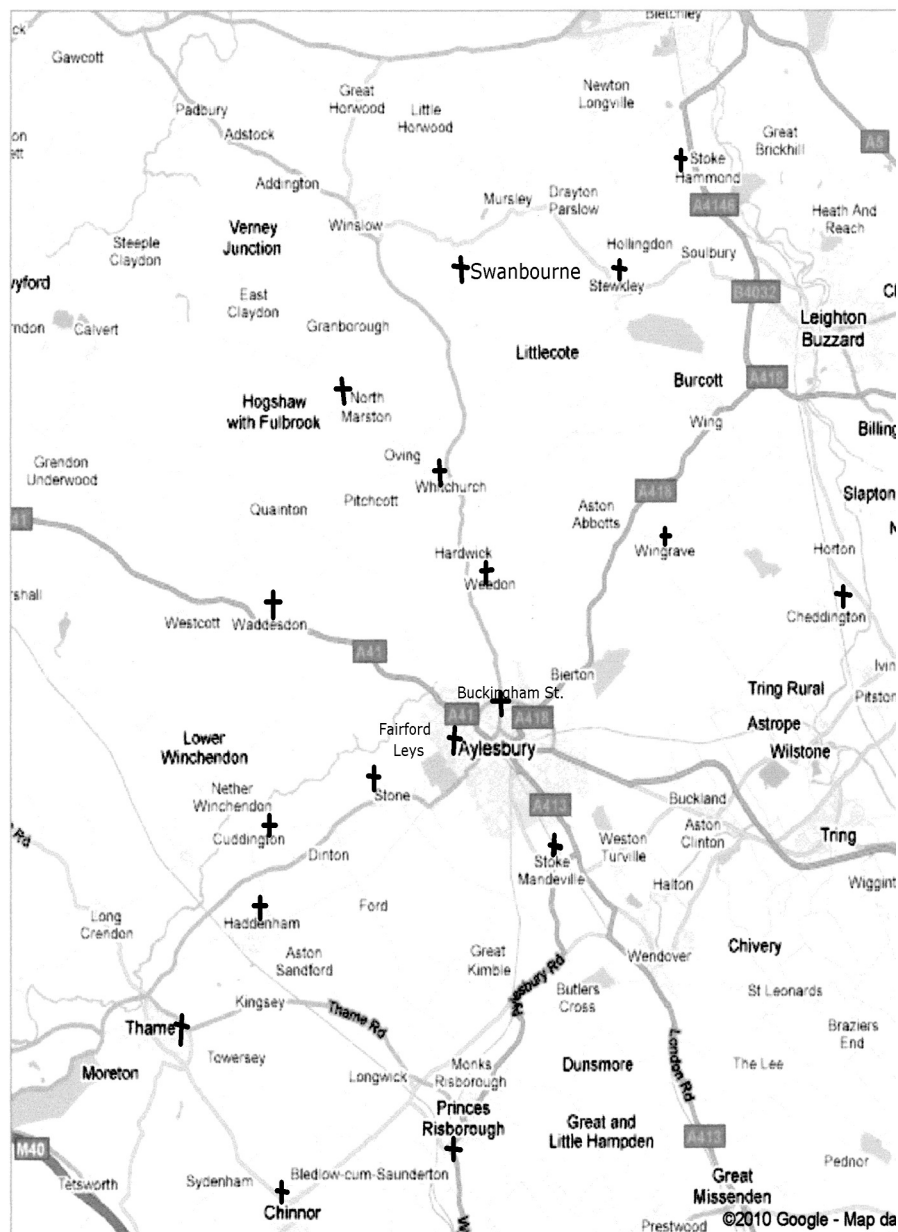 Bletchley
Gawcott
Great
Horwood
Little
Horwood
Newton
Longville
Padbury
Adstock
Great
Brickhill
A5
Stoke
Hammond
Addington
Mursley
Drayton
Parslow
A4146
Heath And
Reach
Verney
Junction
Winslow
Steeple
Claydon
Hollingdon
Soulbury
Swanbourne
Stewkley
wyford
East
Claydon
B4032
Calvert
Granborough
Leighton
Buzzard
Littlecote
Burcott
A418
Hogshaw
with Fulbrook
North
Marston
Wing
Billing
Oving
Grendon
Underwood
Whitchurch
Pitchcott
A418
Slapton
Quainton
Aston
Abbotts
41
Hardwick
Weedon
Wingrave
Horton
Cheddington
Westcott
Waddesdon
A41
Bierton
Buckingham St.
Tring Rural
Pitston
A41
A418
Astrope
Fairford
Leys
Aylesbury
Wilstone
Lower
Winchendon
Nether
Winchendon
Stone
Cuddington
A413
Buckland
Aston
Clinton
Tring
Weston
Turville
Dinton
Stoke
Mandeville
Halton
Wiggint
Haddenham
Ford
Long
Crendon
Aston
Sandford
Great
Kimble
Aylesbury Rd
Wendover
Chivery
Butlers
Cross
St Leonards
Kingsey
Thame Rd
Thame
Braziers
End
Towersey
Moreton
Longwick
Monks
Risborough
Dunsmore
London Rd
The Lee
Princes
Risborough
Great and
Little Hampden
A413
M40
Tetsworth
Sydenham
Bledlow-cum-Saunderton
Pednor
Great
Missenden
Chinnor
Prestwood
©2010 Google - Map da